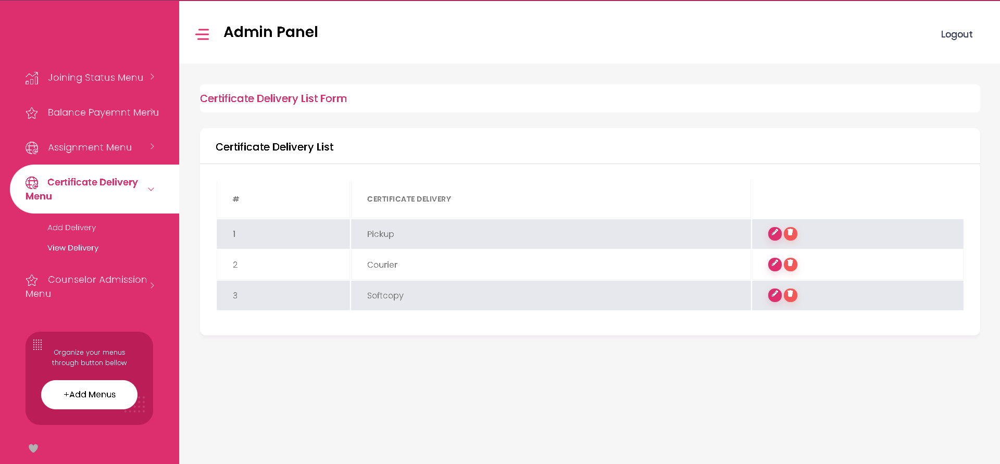 Admin Panel
Logout
Joining Status Menu
Balance Payemnt Menu
Assignment Menu
Certificate Delivery
Menu
Add Delivery
View Delivery
Counselor Admission
Menu
Organize your menus
through button bellow
+Add Menus
Certificate Delivery List Form
Certificate Delivery List
# CERTIFICATE DELIVERY
1 Pickup
2 Courier
3 Softcopy